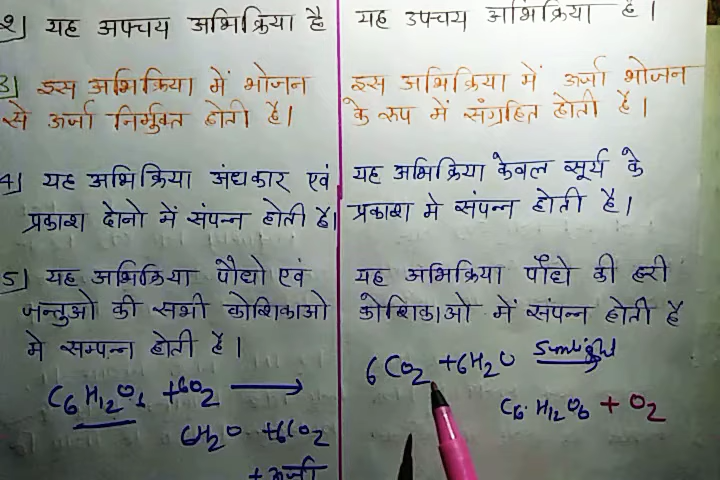 2) यह अपचय अभिक्रिया है
3) इस अभिक्रिया में भोजन
से ऊर्जा निर्मुक्त होती है।
4) यह अभिक्रिया अंधकार एवं
प्रकाश दोनो में संपन्न होती है।
5) यह अभिक्रिया पौधो एवं
जन्तुओ की सभी कोशिकाओ
मे सम्पन्न होती है।
C6H12O6 +6O2 ⟶
6H2O +6CO2
+ऊर्जा
यह उपचय अभिक्रिया है।
इस अभिक्रिया में ऊर्जा भोजन
के रुप में संग्रहित होती है।
यह अभिक्रिया केवल सूर्य के
प्रकाश मे संपन्न होती है।
यह अभिक्रिया पौधो की हरी
कोशिकाओ में संपन्न होती है
6CO2 +6H2O Sunlight ⟶
C6H12O6 + O2